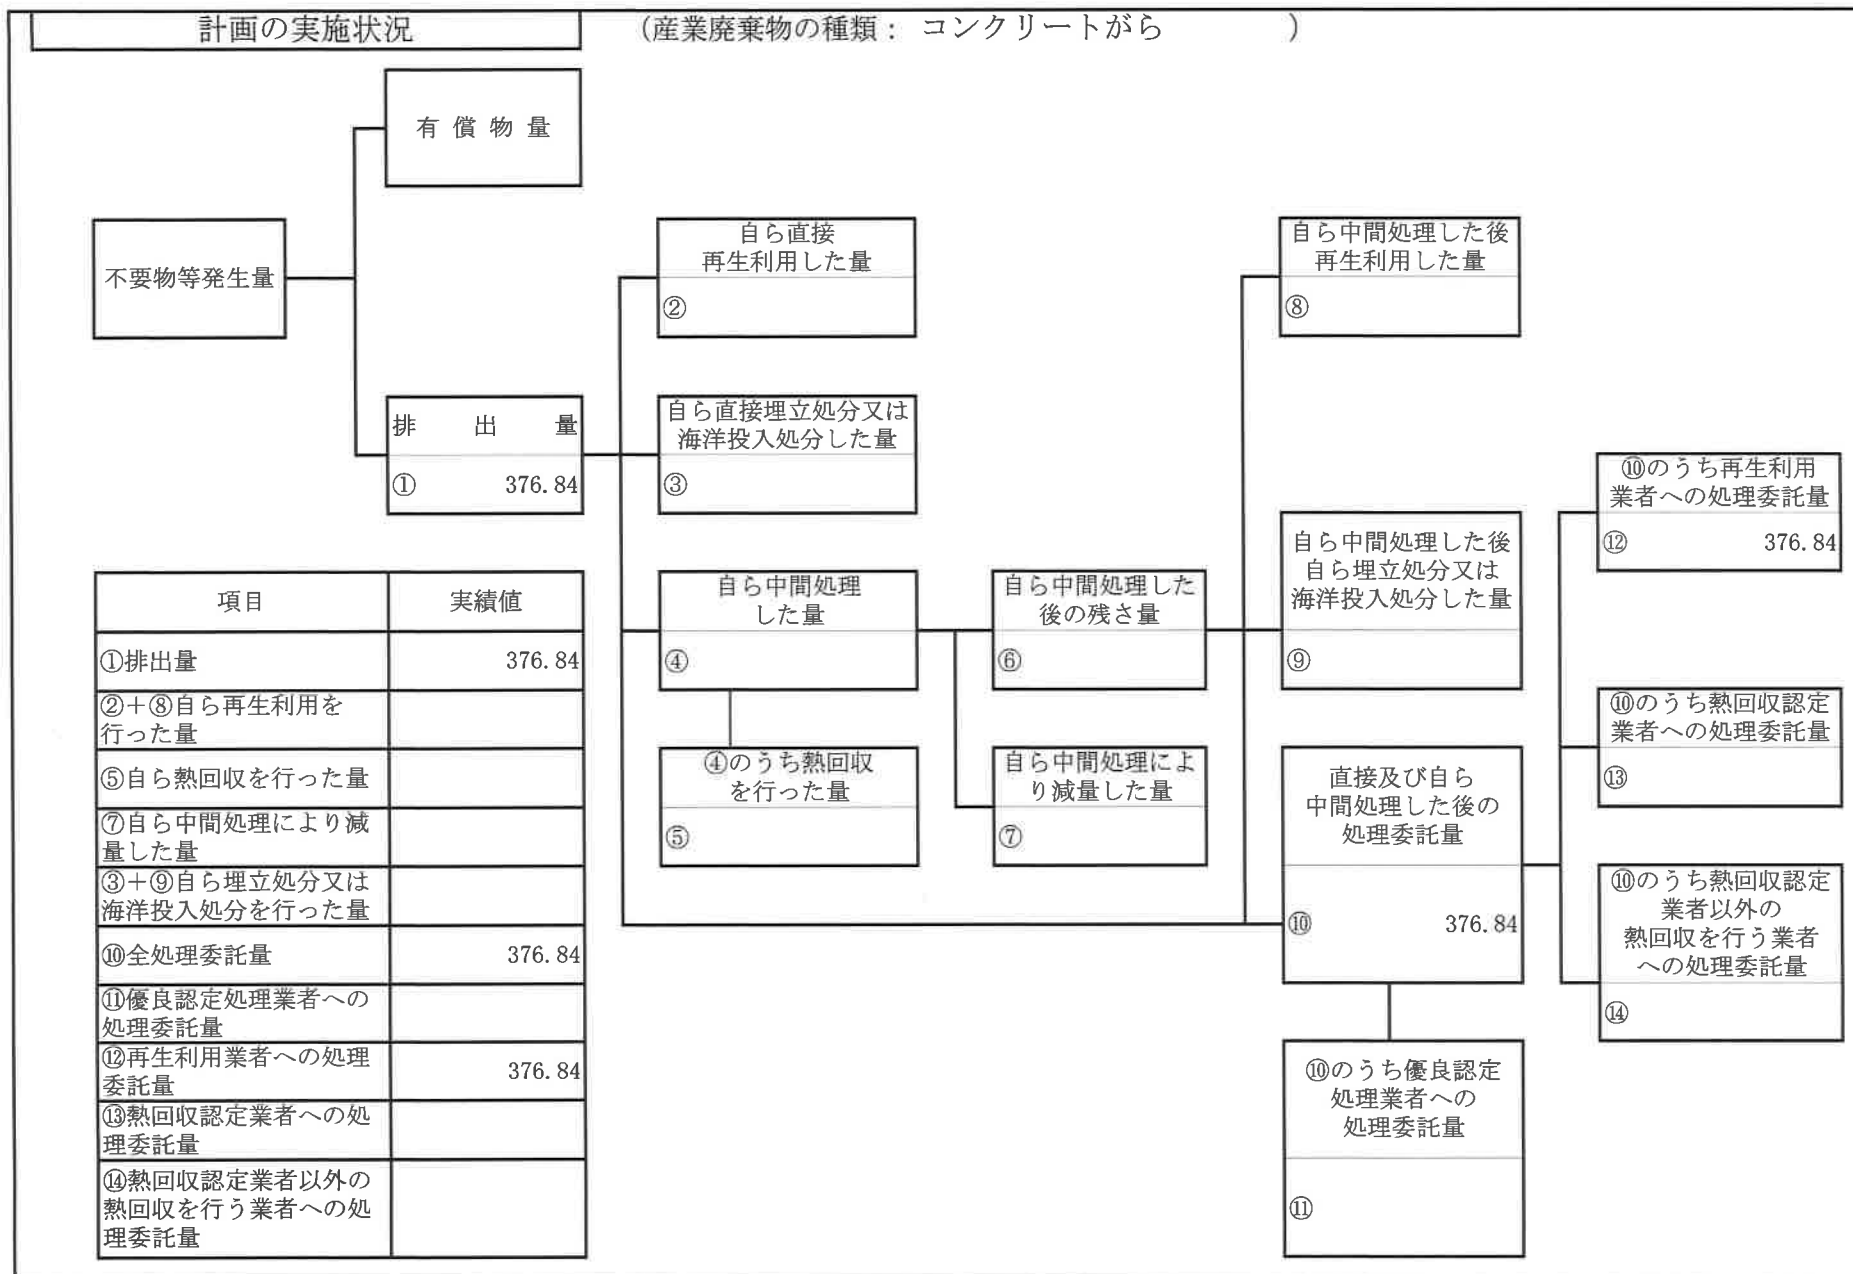 計画の実施状況
(産業廃棄物の種類： コンクリートがら )
有償物量
不要物等発生量
排出量
① 376.84
自ら直接
再生利用した量
②
自ら直接埋立処分又は
海洋投入処分した量
③
自ら中間処理
した量
④
④のうち熱回収
を行った量
⑤
自ら中間処理した
後の残さ量
⑥
自ら中間処理によ
り減量した量
⑦
自ら中間処理した後
再生利用した量
⑧
自ら中間処理した後
自ら埋立処分又は
海洋投入処分した量
⑨
直接及び自ら
中間処理した後の
処理委託量
⑩ 376.84
⑩のうち優良認定
処理業者への
処理委託量
⑪
⑩のうち再生利用
業者への処理委託量
⑫ 376.84
⑩のうち熱回収認定
業者への処理委託量
⑬
⑩のうち熱回収認定
業者以外の
熱回収を行う業者
への処理委託量
⑭
項目 実績値
①排出量 376.84
②＋⑧自ら再生利用を
行った量
⑤自ら熱回収を行った量
⑦自ら中間処理により減
量した量
③＋⑨自ら埋立処分又は
海洋投入処分を行った量
⑩全処理委託量 376.84
⑪優良認定処理業者への
処理委託量
⑫再生利用業者への処理
委託量 376.84
⑬熱回収認定業者への処
理委託量
⑭熱回収認定業者以外の
熱回収を行う業者への処
理委託量